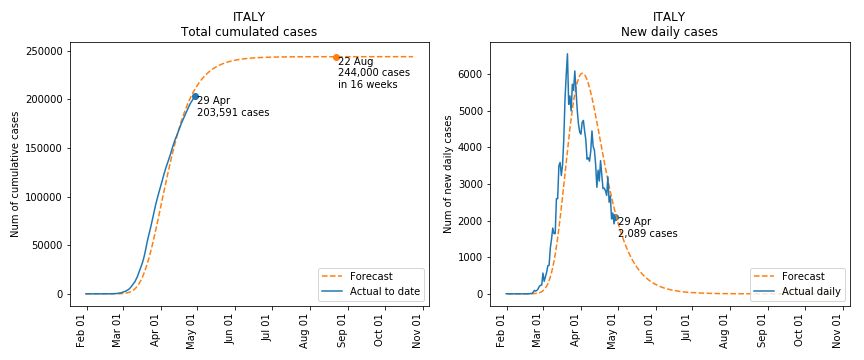 ITALY
Total cumulated cases
Num of cumulative cases
250000
200000
150000
100000
50000
0
22 Aug
244,000 cases
in 16 weeks
29 Apr
203,591 cases
Forecast
Actual to date
Feb 01
Mar 01
Apr 01
May 01
Jun 01
Jul 01
Aug 01
Sep 01
Oct 01
Nov 01
ITALY
New daily cases
Num of new daily cases
6000
5000
4000
3000
2000
1000
0
29 Apr
2,089 cases
Forecast
Actual daily
Feb 01
Mar 01
Apr 01
May 01
Jun 01
Jul 01
Aug 01
Sep 01
Oct 01
Nov 01